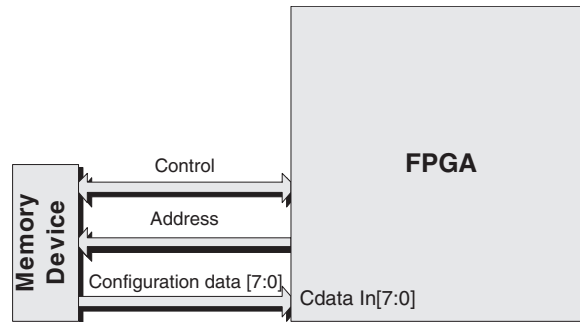 FPGA
Control
Address
Memory
Device
Configuration data [7:0]
Cdata In[7:0]